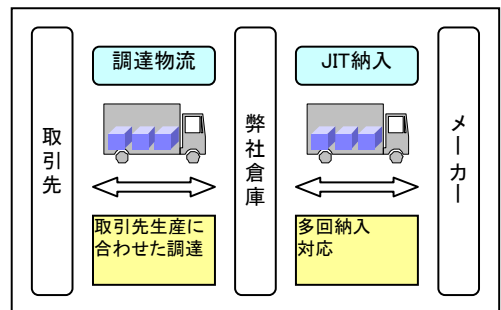 取引先
調達物流
取引先生産に
合わせた調達
弊社倉庫
JIT納入
多回納入
対応
メーカー